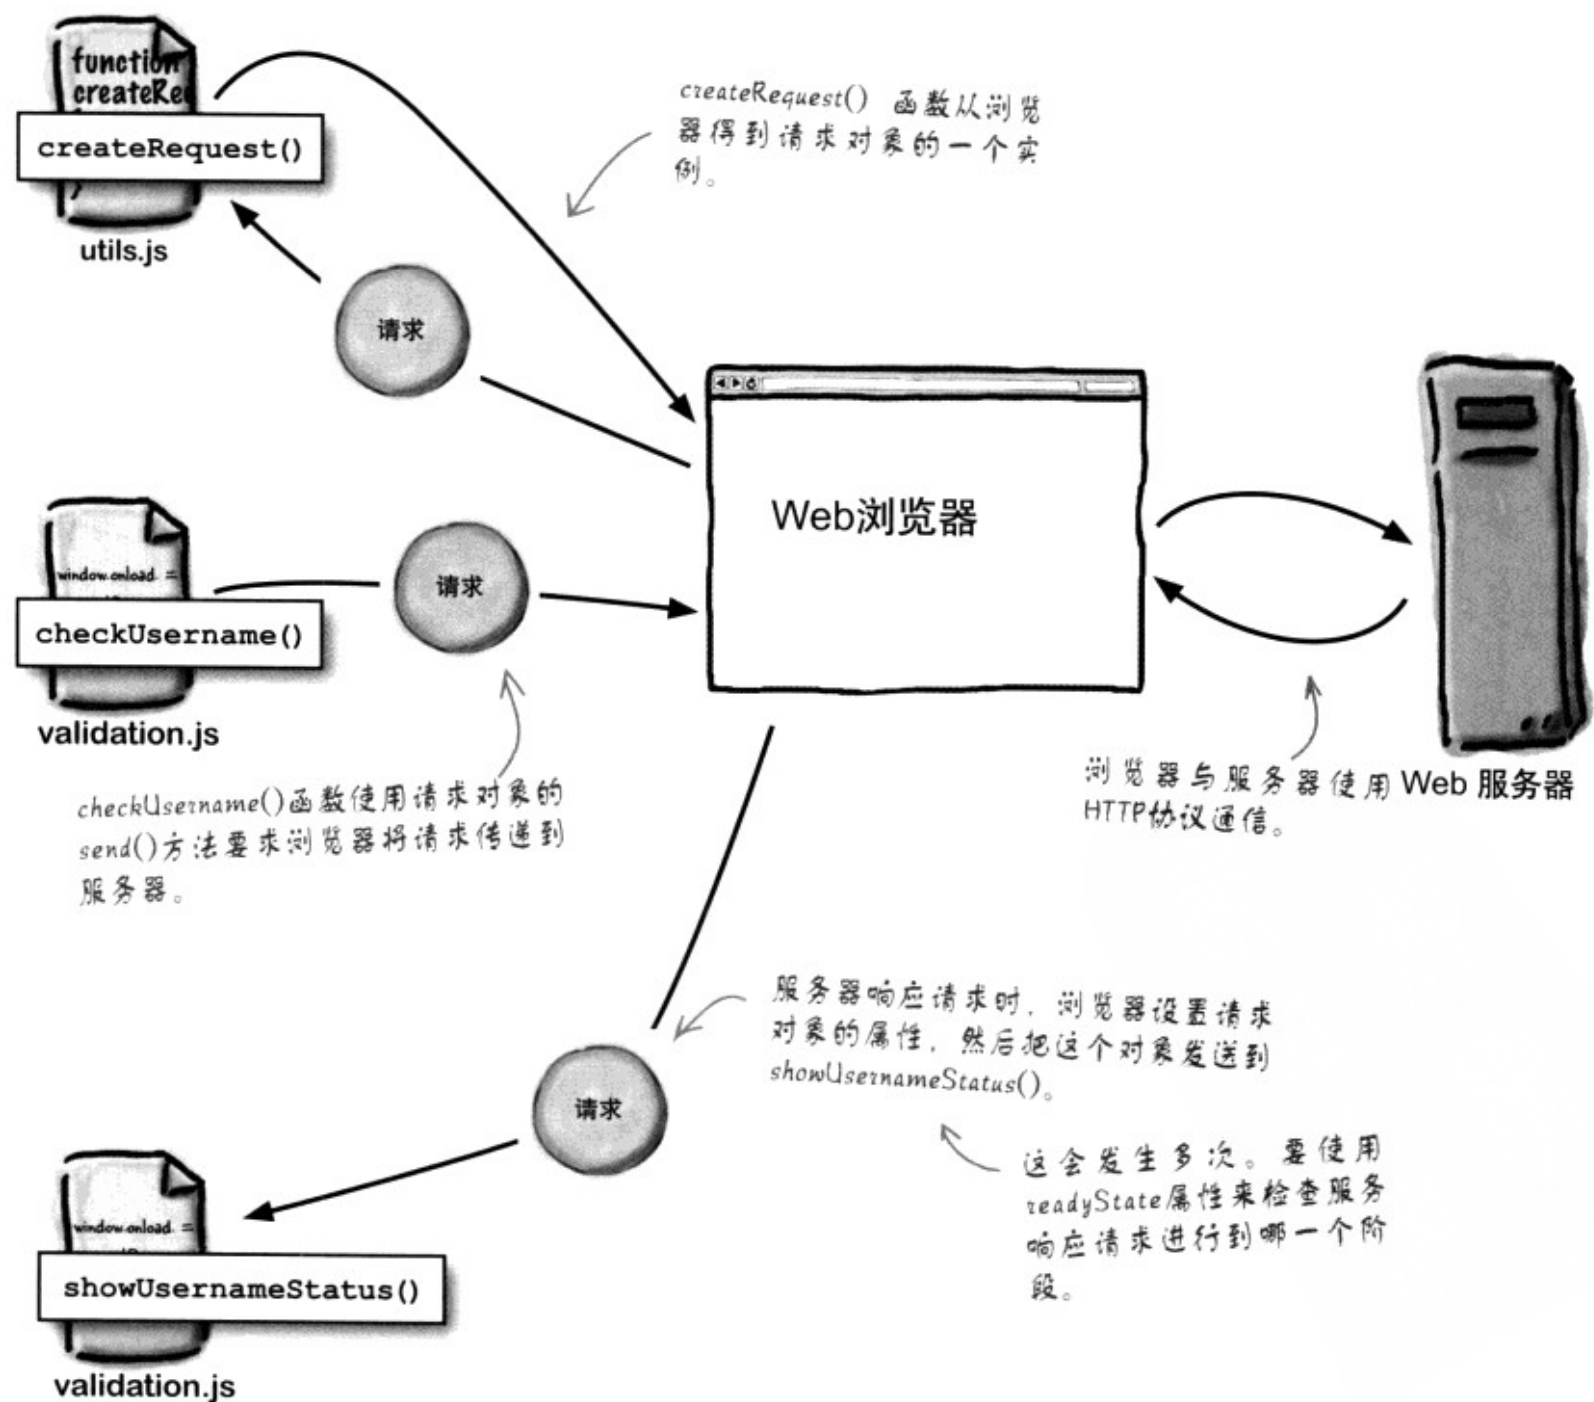 function
createRe
createRequest()
utils.js
createRequest() 函数从浏览
器得到请求对象的一个实
例。
请求
Web浏览器
window.onload =
checkUsername()
validation.js
请求
checkUsername()函数使用请求对象的
send()方法要求浏览器将请求传递到
服务器。
浏览器与服务器使用
HTTP协议通信。
Web 服务器
服务器响应请求时，浏览器设置请求
对象的属性，然后把这个对象发送到
showUsernameStatus()。
请求
这会发生多次。要使用
readyState属性来检查服务
响应请求进行到哪一个阶
段。
window.onload =
showUsernameStatus()
validation.js